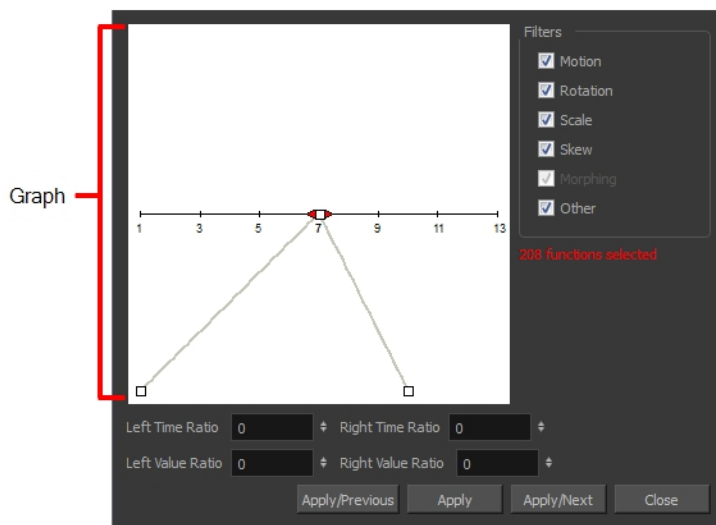 Graph
1 3 5 7 9 11 13
Filters
Motion
Rotation
Scale
Skew
Morphing
Other
208 functions selected
Left Time Ratio 0 Right Time Ratio 0
Left Value Ratio 0 Right Value Ratio 0
Apply/Previous Apply Apply/Next Close